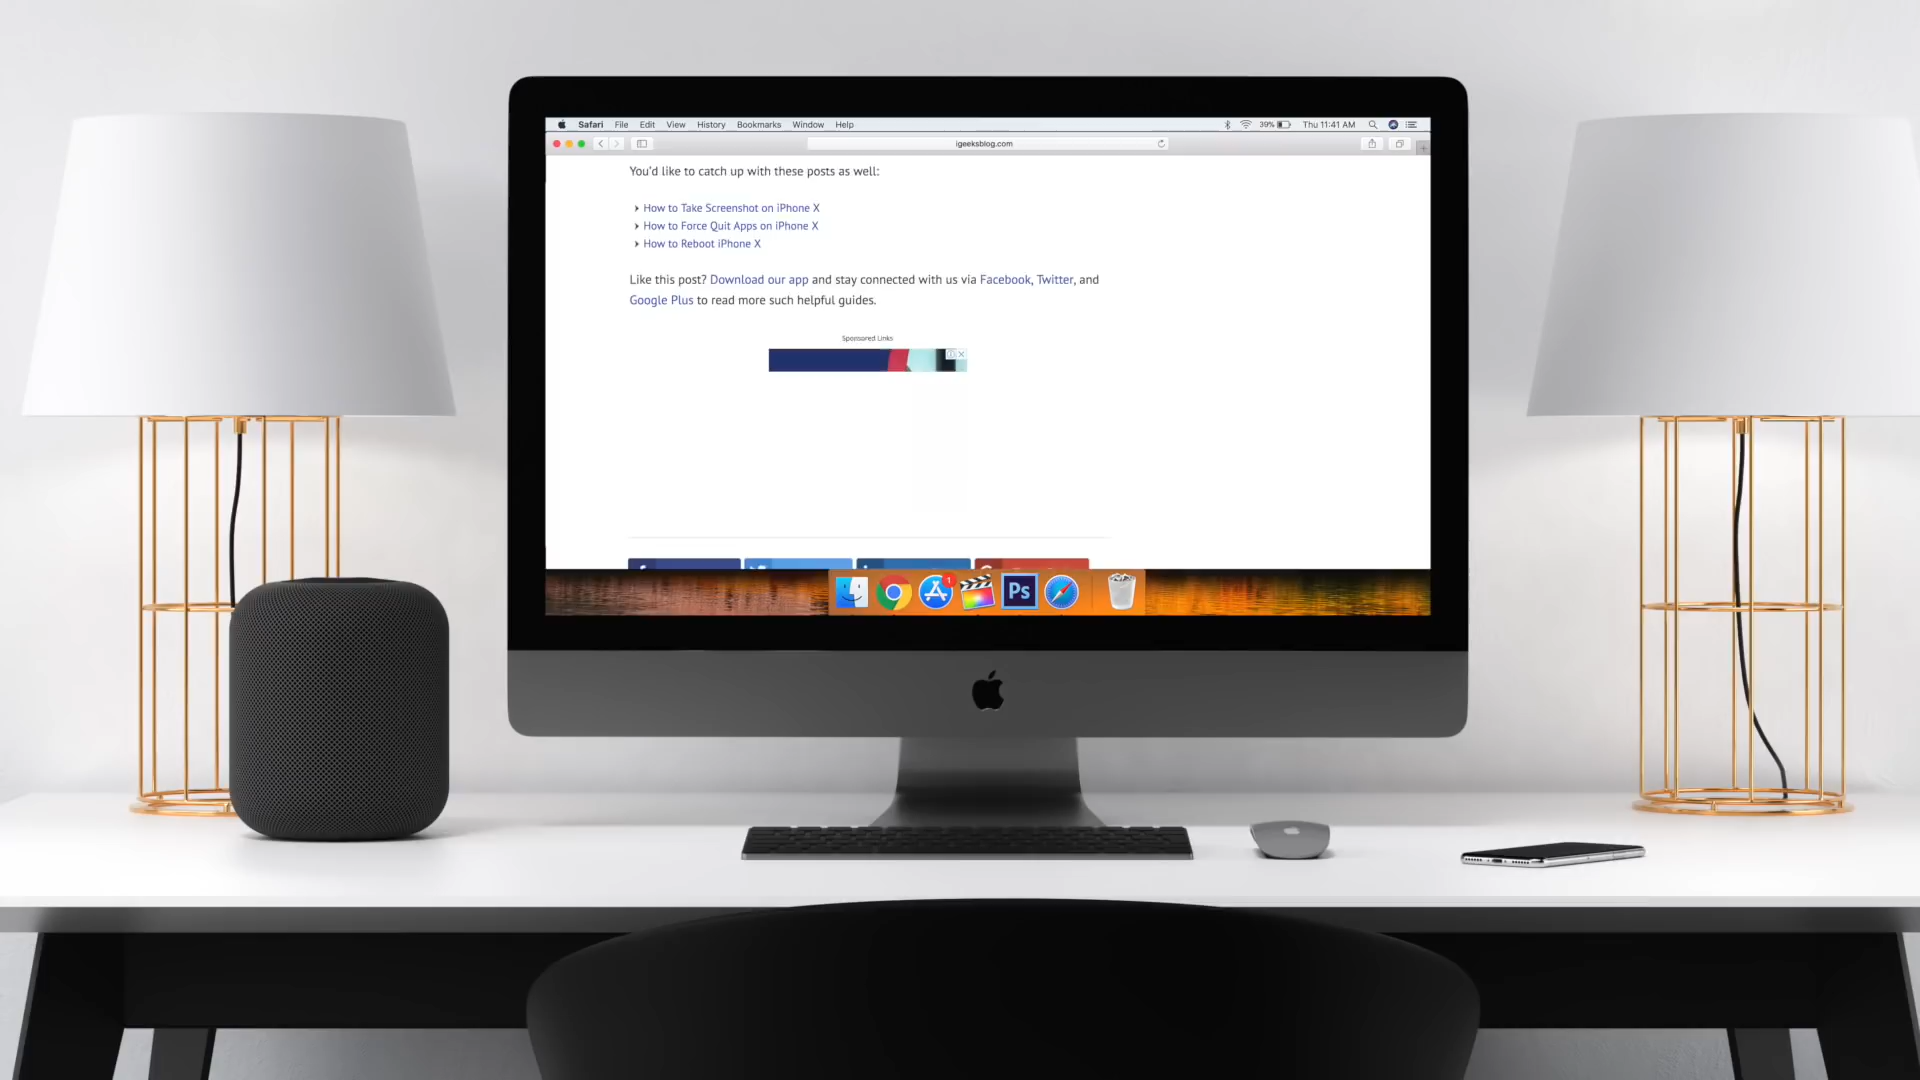 Safari File Edit View History Bookmarks Window Help 39% Thu 11:41 AM
igeeksblog.com
You'd like to catch up with these posts as well:
How to Take Screenshot on iPhone X
How to Force Quit Apps on iPhone X
How to Reboot iPhone X
Like this post? Download our app and stay connected with us via Facebook, Twitter, and
Google Plus to read more such helpful guides.
Sponsored Links
1
Ps